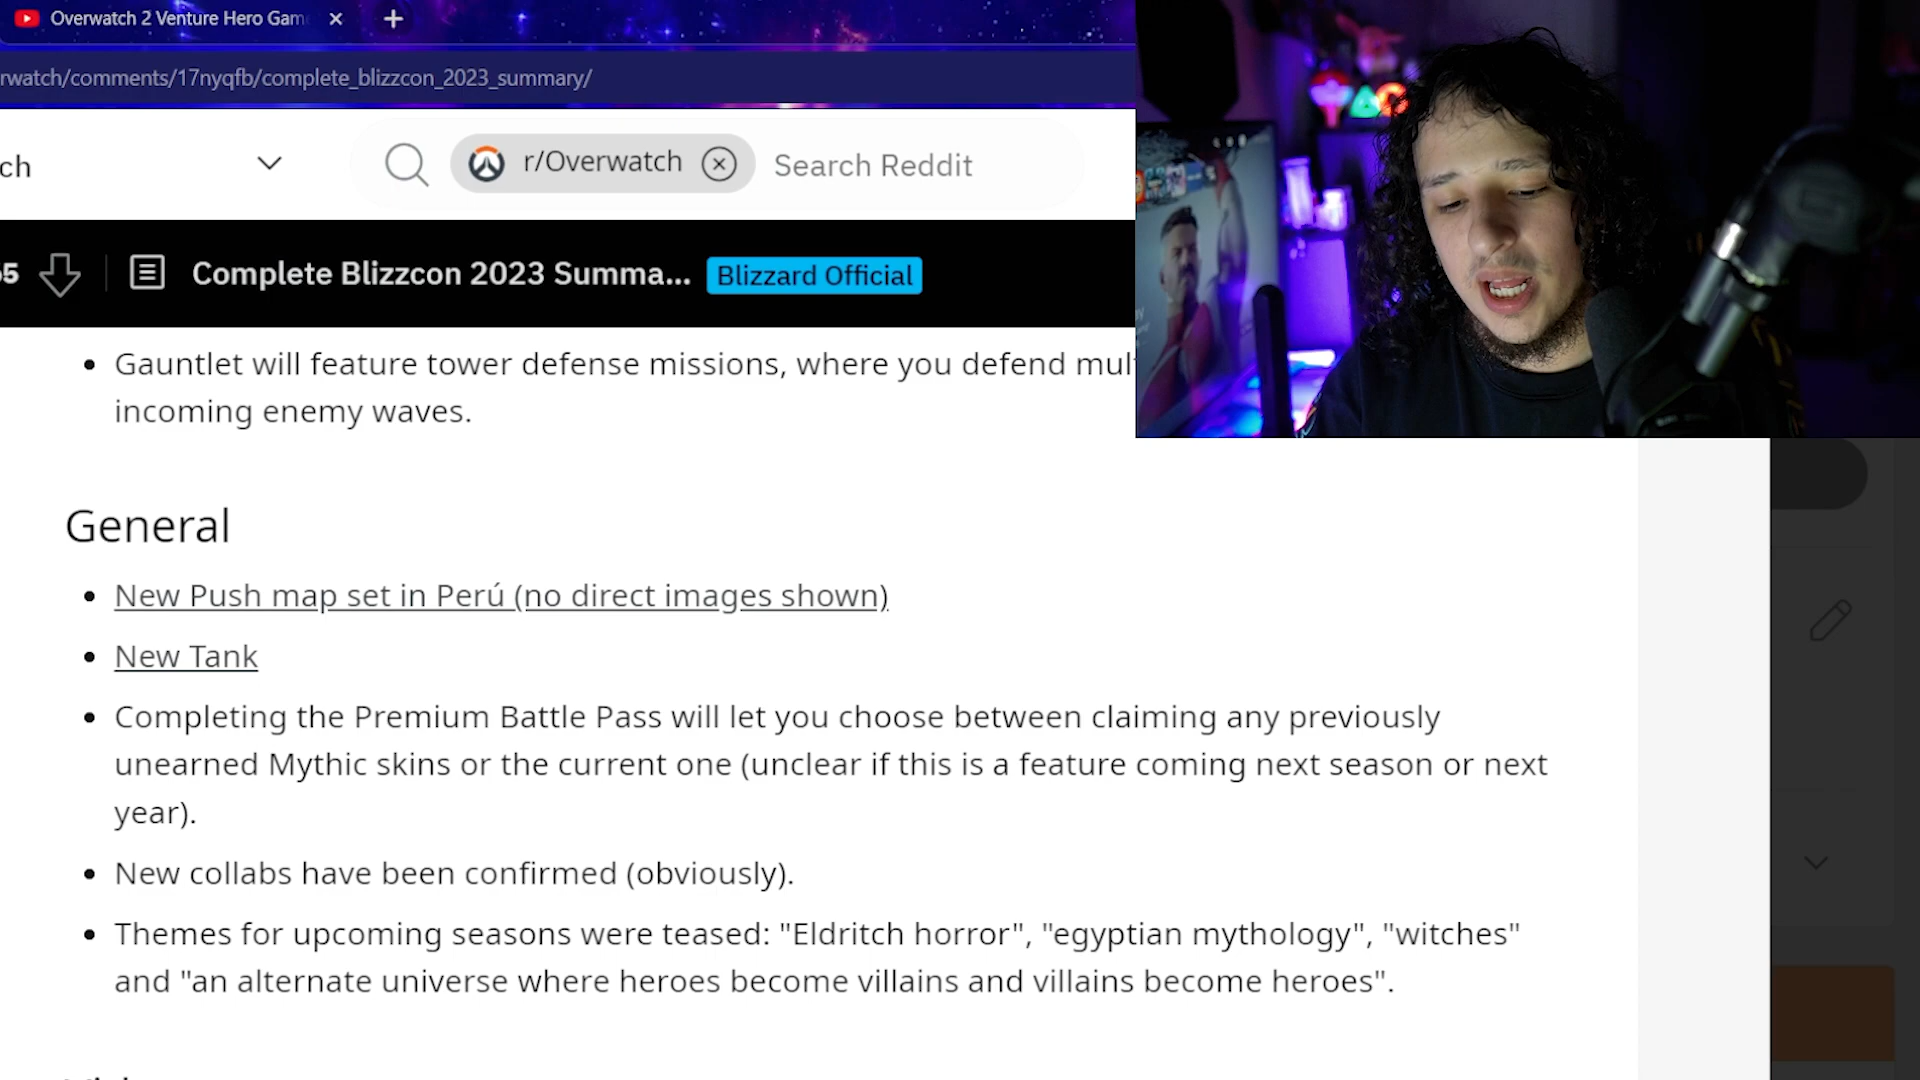 Overwatch 2 Venture Hero Gam
rwatch/comments/17nyqfb/complete_blizzcon_2023_summary/
ch
r/Overwatch
Search Reddit
5
Complete Blizzcon 2023 Summa...
Blizzard Official
Gauntlet will feature tower defense missions, where you defend
incoming enemy waves.
General
New Push map set in Perú (no direct images shown)
New Tank
Completing the Premium Battle Pass will let you choose between claiming any previously
unearned Mythic skins or the current one (unclear if this is a feature coming next season or next
year).
New collabs have been confirmed (obviously).
Themes for upcoming seasons were teased: "Eldritch horror", "egyptian mythology", "witches"
and "an alternate universe where heroes become villains and villains become heroes".